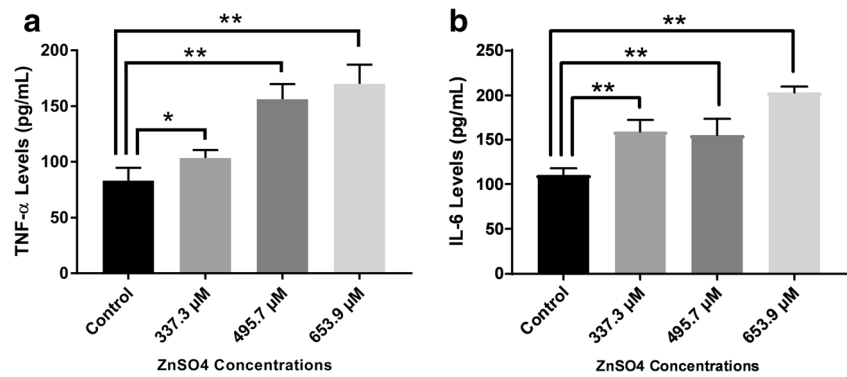 a
**
**
*
TNF-α Levels (pg/mL)
200
150
100
50
0
Control
337.3 μM
495.7 μM
653.9 μM
ZnSO4 Concentrations
b
**
**
**
IL-6 Levels (pg/mL)
250
200
150
100
50
0
Control
337.3 μM
495.7 μM
653.9 μM
ZnSO4 Concentrations